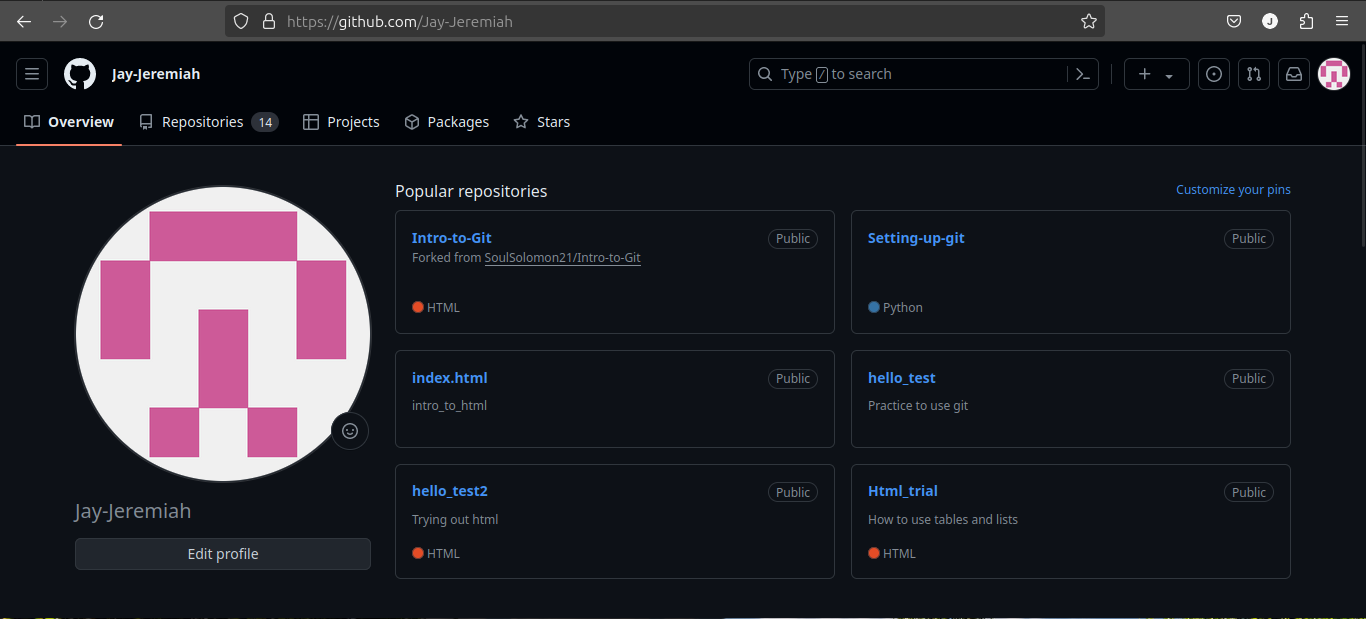 https://github.com/Jay-Jeremiah
J
Jay-Jeremiah
Type / to search
Overview
Repositories 14
Projects
Packages
Stars
Popular repositories
Customize your pins
Intro-to-Git
Public
Forked from SoulSolomon21/Intro-to-Git
HTML
Setting-up-git
Public
Python
index.html
Public
intro_to_html
hello_test
Public
Practice to use git
hello_test2
Public
Trying out html
HTML
Html_trial
Public
How to use tables and lists
HTML
Jay-Jeremiah
Edit profile